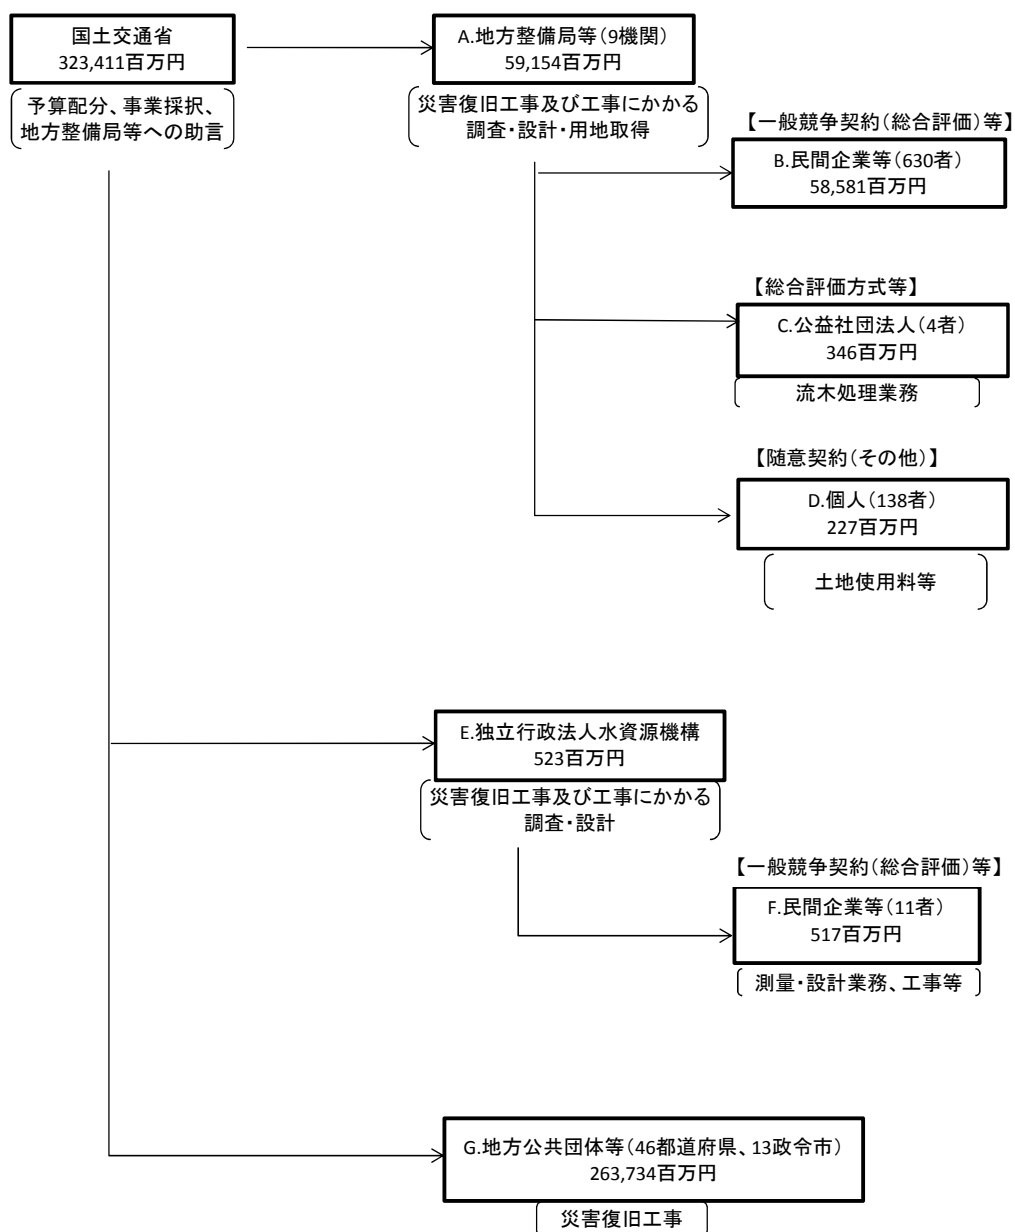 国土交通省
323,411百万円
予算配分、事業採択、
地方整備局等への助言
A.地方整備局等(9機関)
59,154百万円
災害復旧工事及び工事にかかる
調査・設計・用地取得
【一般競争契約(総合評価)等】
B.民間企業等(630者)
58,581百万円
【総合評価方式等】
C.公益社団法人(4者)
346百万円
流木処理業務
【随意契約(その他)】
D.個人(138者)
227百万円
土地使用料等
E.独立行政法人水資源機構
523百万円
災害復旧工事及び工事にかかる
調査・設計
【一般競争契約(総合評価)等】
F.民間企業等(11者)
517百万円
測量・設計業務、工事等
G.地方公共団体等(46都道府県、13政令市)
263,734百万円
災害復旧工事